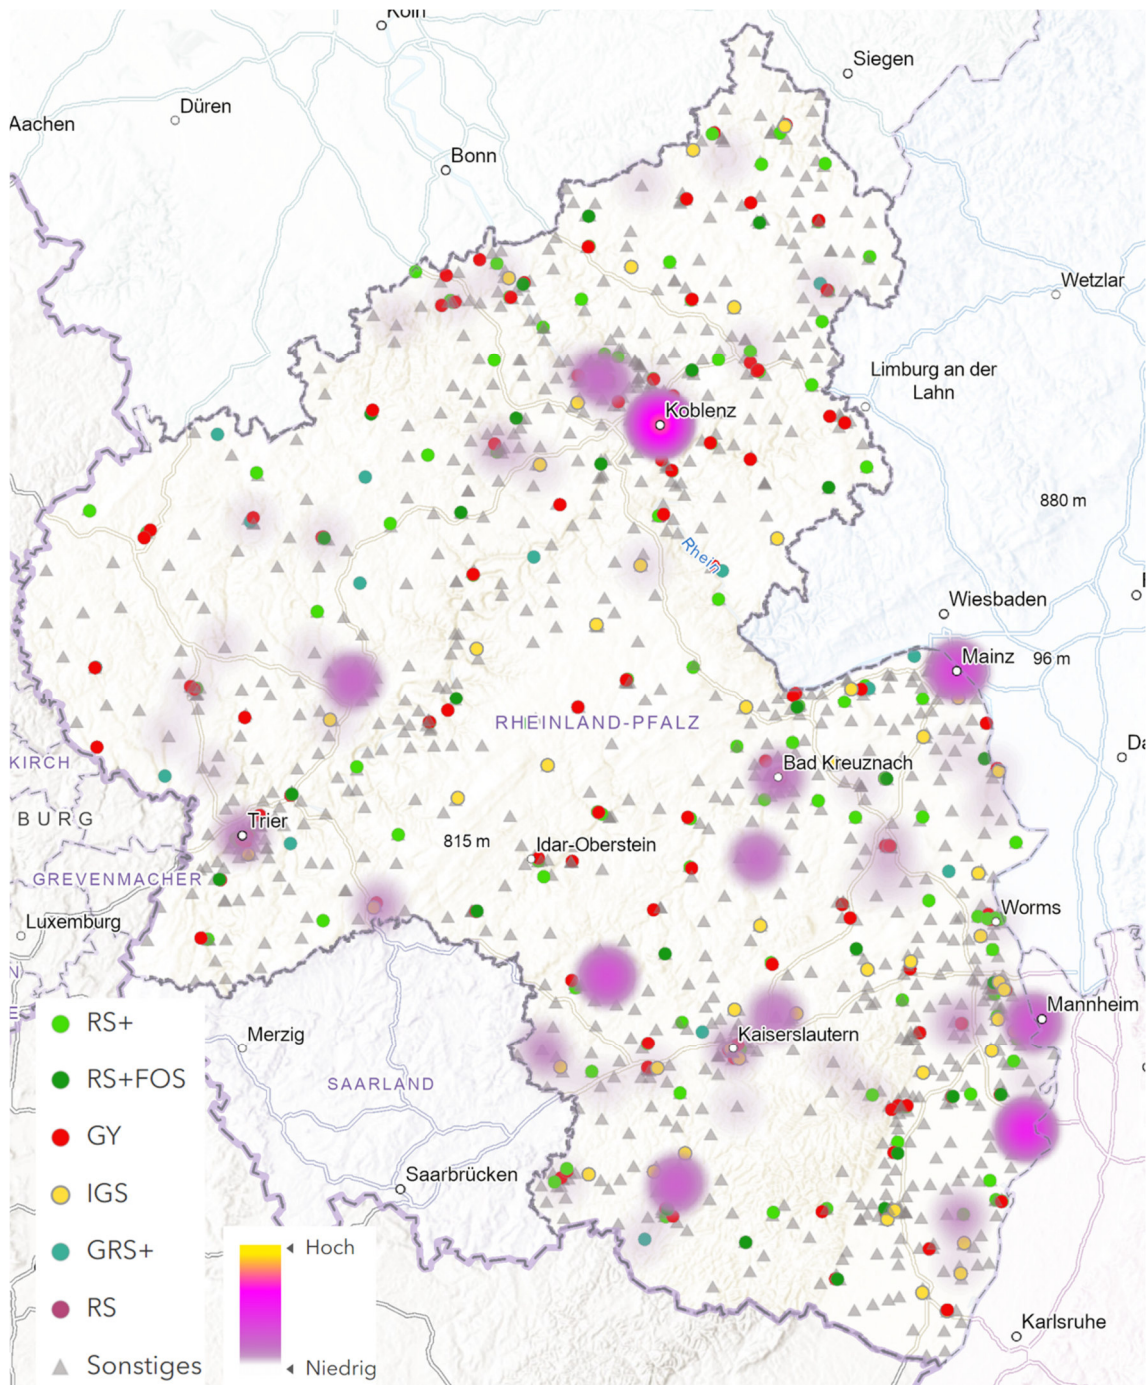 Köln
Siegen
Düren
Aachen
Bonn
Wetzlar
Limburg an der
Lahn
Koblenz
880 m
Rhein
Wiesbaden
Mainz
96 m
RHEINLAND-PFALZ
KIRCH
Da
Bad Kreuznach
BURG
Trier
815 m
Idar-Oberstein
GREVENMACHER
Worms
Luxemburg
N
E
Mannheim
RS+
Merzig
Kaiserslautern
RS+FOS
SAARLAND
GY
Saarbrücken
IGS
GRS+
Hoch
RS
Karlsruhe
Sonstiges
Niedrig